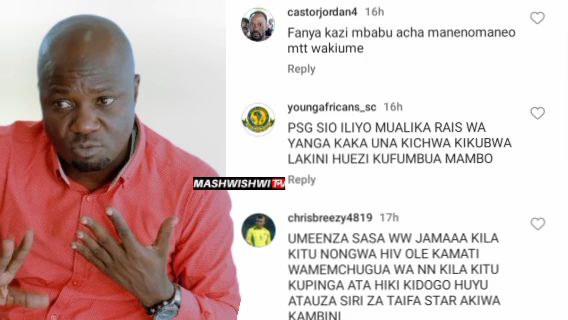 castorjordan4 16h
Fanya kazi mbabu acha manenomaneo
mtt wakiume
Reply
youngafricans_sc 16h
PSG SIO ILIYO MUALIKA RAIS WA
YANGA KAKA UNA KICHWA KIKUBWA
LAKINI HUEZI KUFUMBUA MAMBO
MASHWISHWI TV
Reply
chrisbreezy4819 17h
UMEENZA SASA WW JAMAAA KILA
KITU NONGWA HIV OLE KAMATI
WAMEMCHUGUA WA NN KILA KITU
KUPINGA ATA HIKI KIDOGO HUYU
ATAUZA SIRI ZA TAIFA STAR AKIWA
KAMBINI